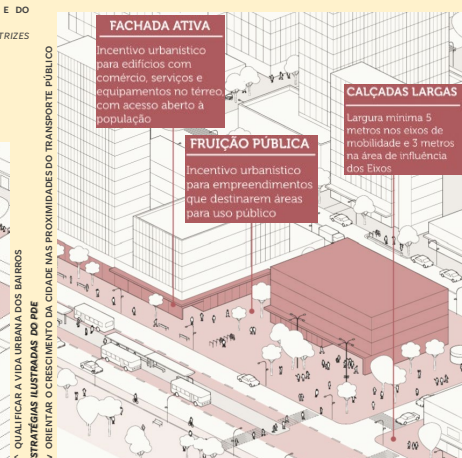 E DO
TRIZES
QUALIFICAR A VIDA URBANA DOS BAIRROS
STRATÉGIAS ILUSTRADAS DO PDE
ORIENTAR O CRESCIMENTO DA CIDADE NAS PROXIMIDADES DO TRANSPORTE PÚBLICO
FACHADA ATIVA
Incentivo urbanístico
para edifícios com
comércio, serviços e
equipamentos no térreo,
com acesso aberto à
população
FRUIÇÃO PÚBLICA
Incentivo urbanístico
para empreendimentos
que destinarem áreas
para uso público
CALÇADAS LARGAS
Largura mínima 5
metros nos eixos de
mobilidade e 3 metros
na área de influência
dos Eixos